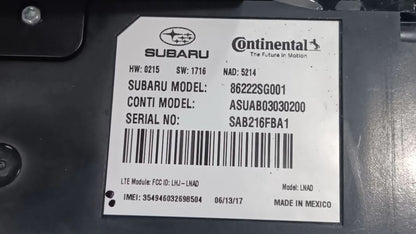 SUBARU
Continental
The Future in Motion
HW: 0215 SW: 1716 NAD: 5214
SUBARU MODEL: 86222SG001
CONTI MODEL: ASUAB03030200
SERIAL NO: SAB216FBA1
LTE Module: FCC ID: LHJ-LNAD Model: LNAD
IMEI: 354946032698504 06/13/17 MADE IN MEXICO